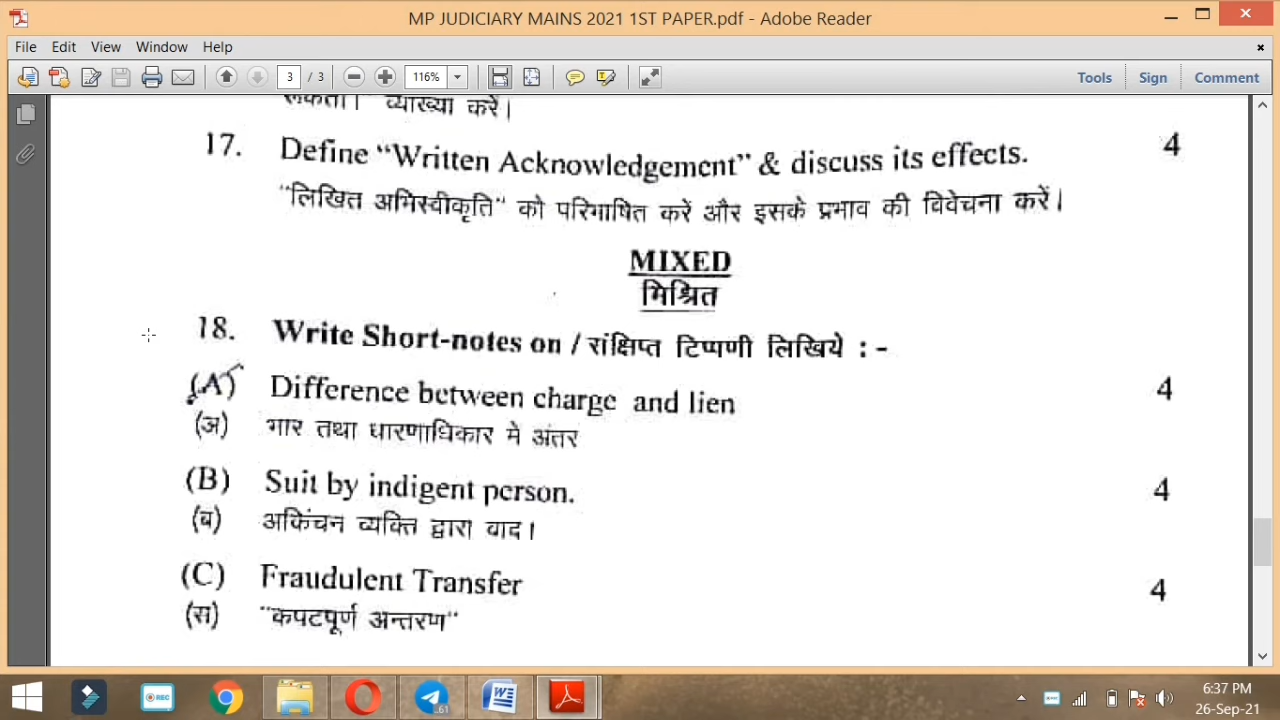 MP JUDICIARY MAINS 2021 1ST PAPER.pdf - Adobe Reader
File Edit View Window Help
3 / 3 116% Tools Sign Comment
व्याख्या करें।
17. Define “Written Acknowledgement” & discuss its effects. 4
“लिखित अभिस्वीकृति” को परिभाषित करें और इसके प्रभाव की विवेचना करें।
MIXED
मिश्रित
18. Write Short-notes on / संक्षिप्त टिप्पणी लिखिये : -
(A) Difference between charge and lien 4
(अ) भार तथा धारणाधिकार मे अंतर
(B) Suit by indigent person. 4
(ब) अकिंचन व्यक्ति द्वारा वाद।
(C) Fraudulent Transfer 4
(स) “कपटपूर्ण अन्तरण”
REC 61 W 6:37 PM
26-Sep-21